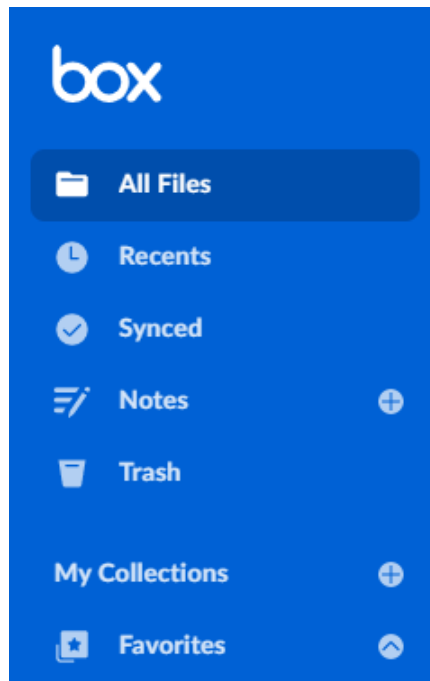 box
All Files
Recents
Synced
Notes
Trash
My Collections
Favorites